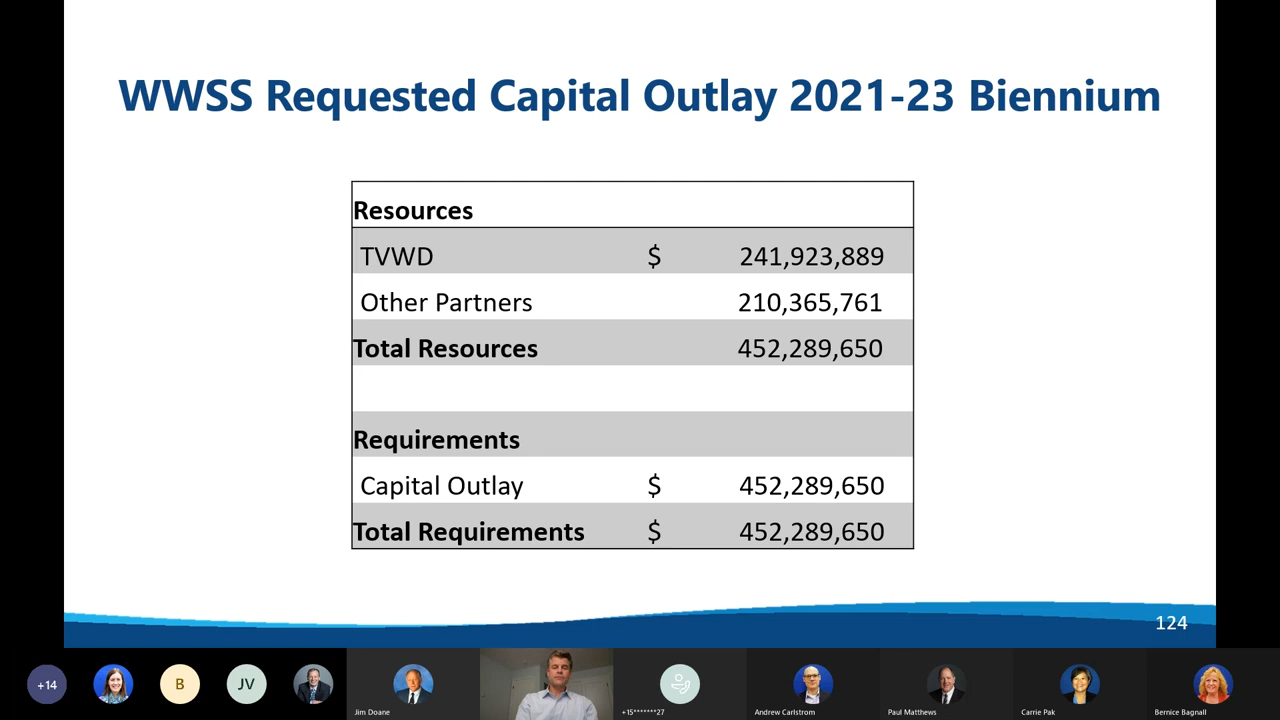 WWSS Requested Capital Outlay 2021-23 Biennium
Resources
TVWD $ 241,923,889
Other Partners 210,365,761
Total Resources 452,289,650
Requirements
Capital Outlay $ 452,289,650
Total Requirements $ 452,289,650
124
+14
B
JV
Jim Doane
+15*******27
Andrew Carlstrom
Paul Matthews
Carrie Pak
Bernice Bagnall